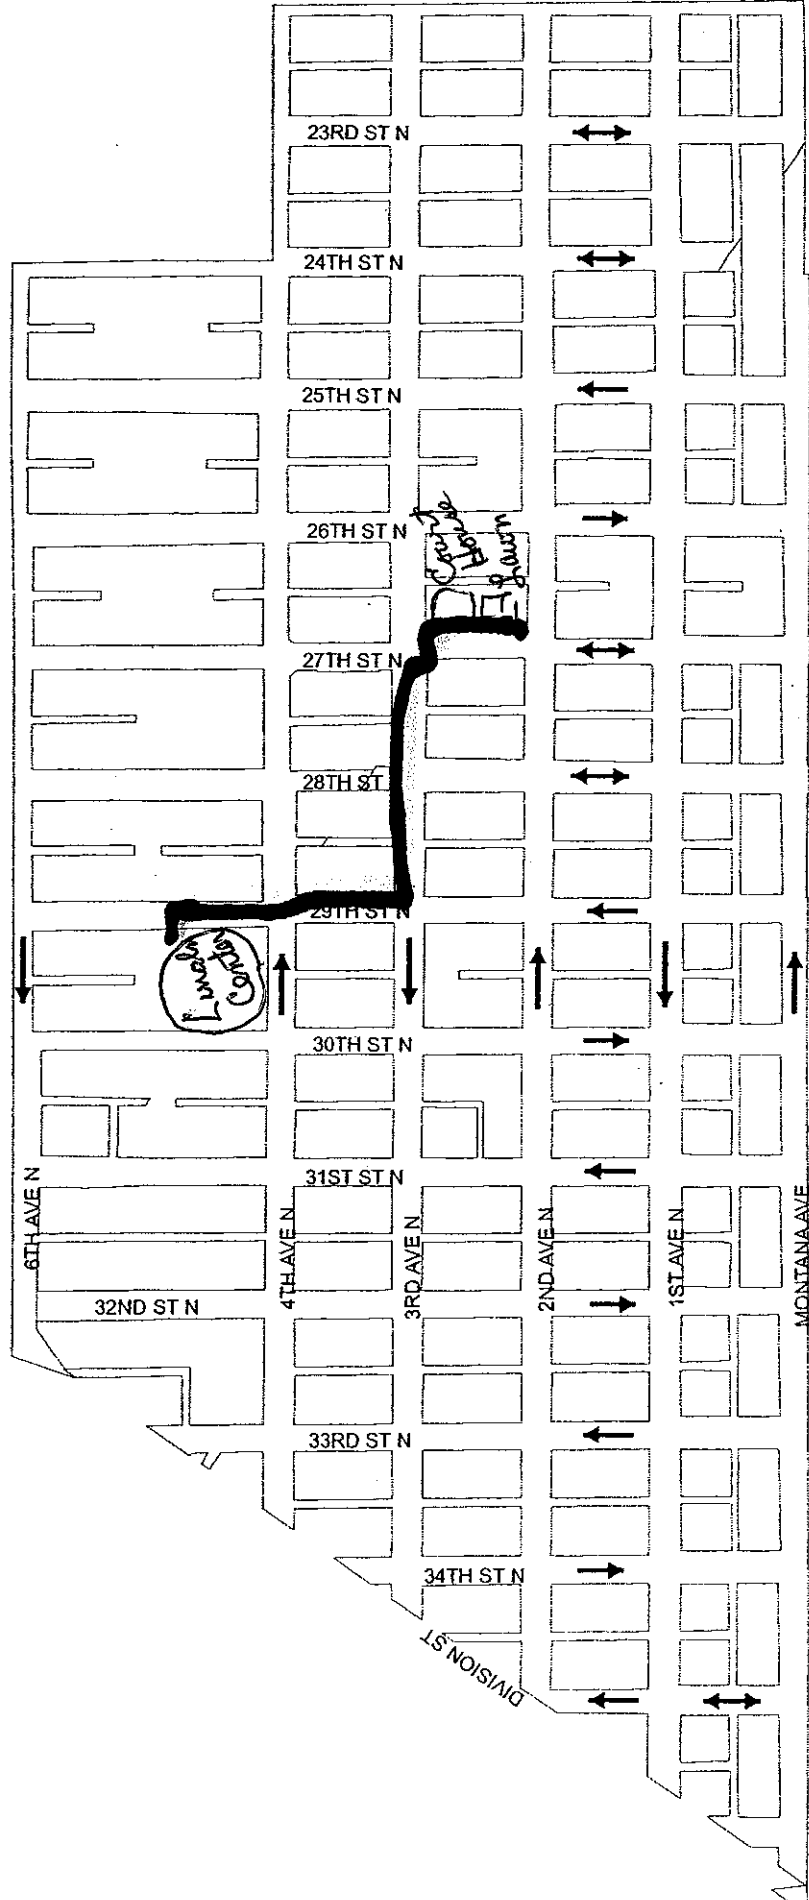 23RD ST N
24TH ST N
25TH ST N
26TH ST N
Court
House
Lawn
27TH ST N
28TH ST
29TH ST N
Center
30TH ST N
31ST ST N
6TH AVE N
4TH AVE N
3RD AVE N
2ND AVE N
1ST AVE N
MONTANA AVE
32ND ST N
33RD ST N
34TH ST N
DIVISION ST